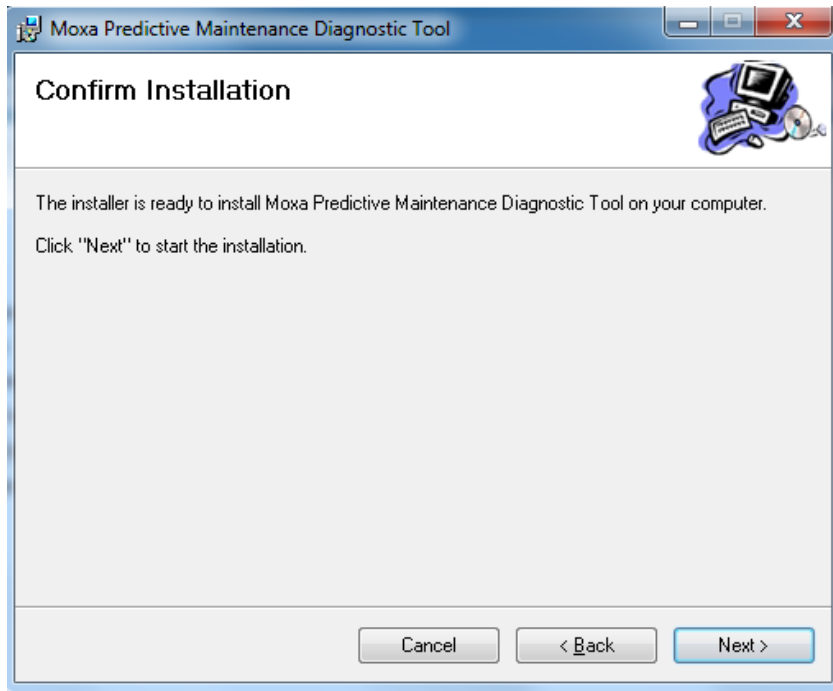 Moxa Predictive Maintenance Diagnostic Tool
Confirm Installation
The installer is ready to install Moxa Predictive Maintenance Diagnostic Tool on your computer.
Click "Next" to start the installation.
Cancel
< Back
Next >